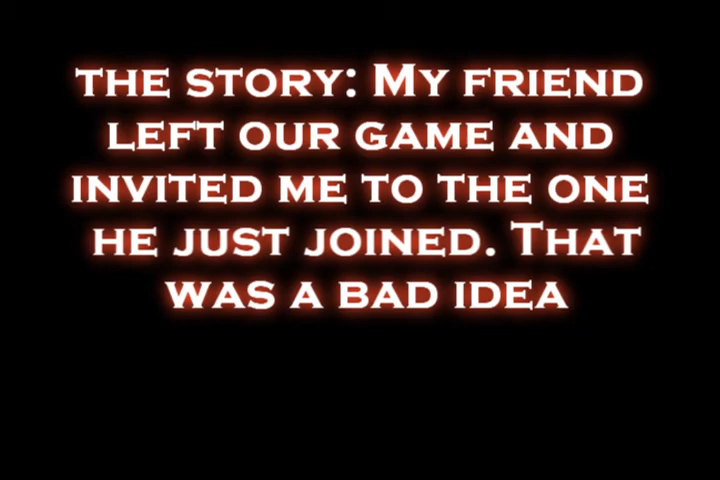 THE STORY: MY FRIEND
LEFT OUR GAME AND
INVITED ME TO THE ONE
HE JUST JOINED. THAT
WAS A BAD IDEA